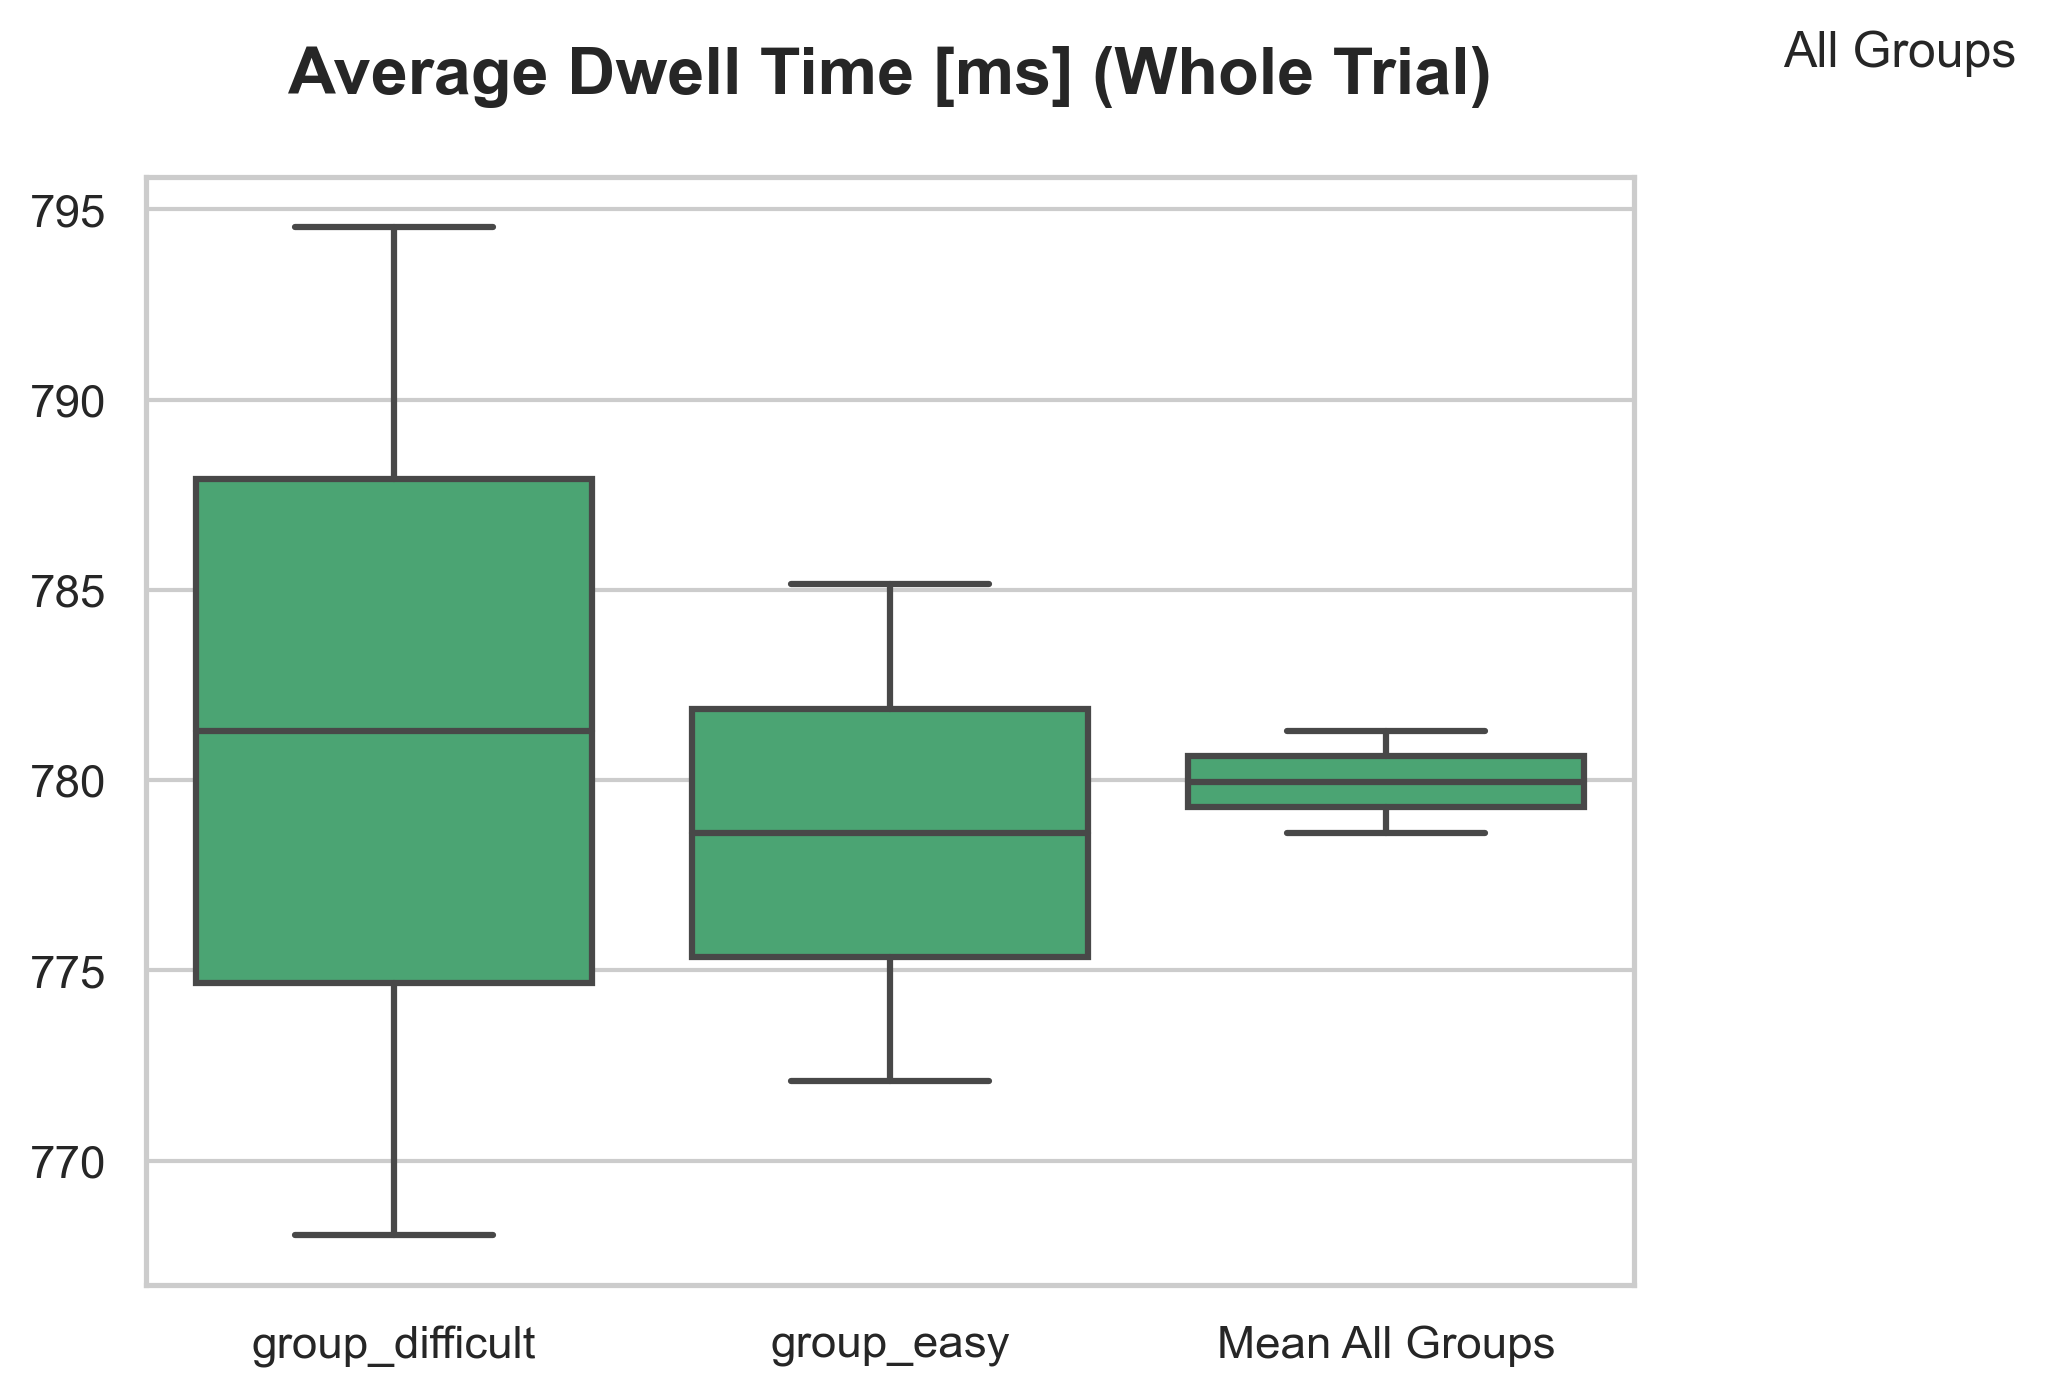 All Groups
Average Dwell Time [ms] (Whole Trial)
795
790
785
780
775
770
group_difficult
group_easy
Mean All Groups